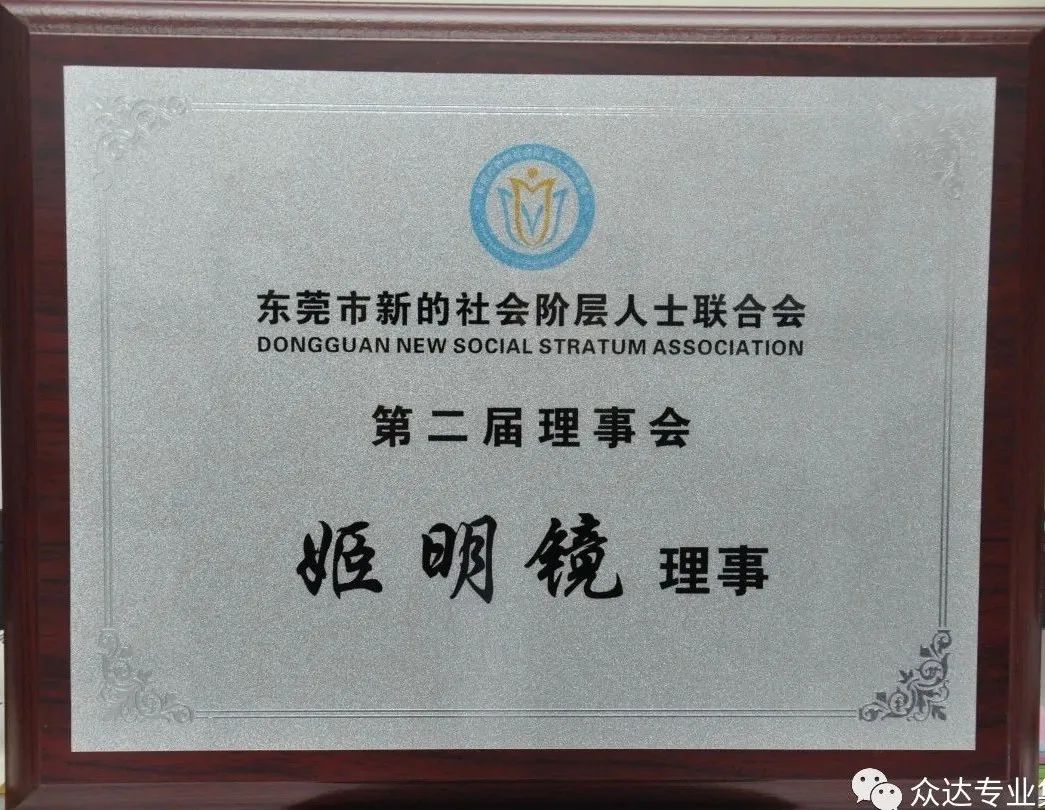 东莞市新的社会阶层人士联合会
DONGGUAN NEW SOCIAL STRATUM ASSOCIATION
第二届理事会
姬明镜 理事
众达专业